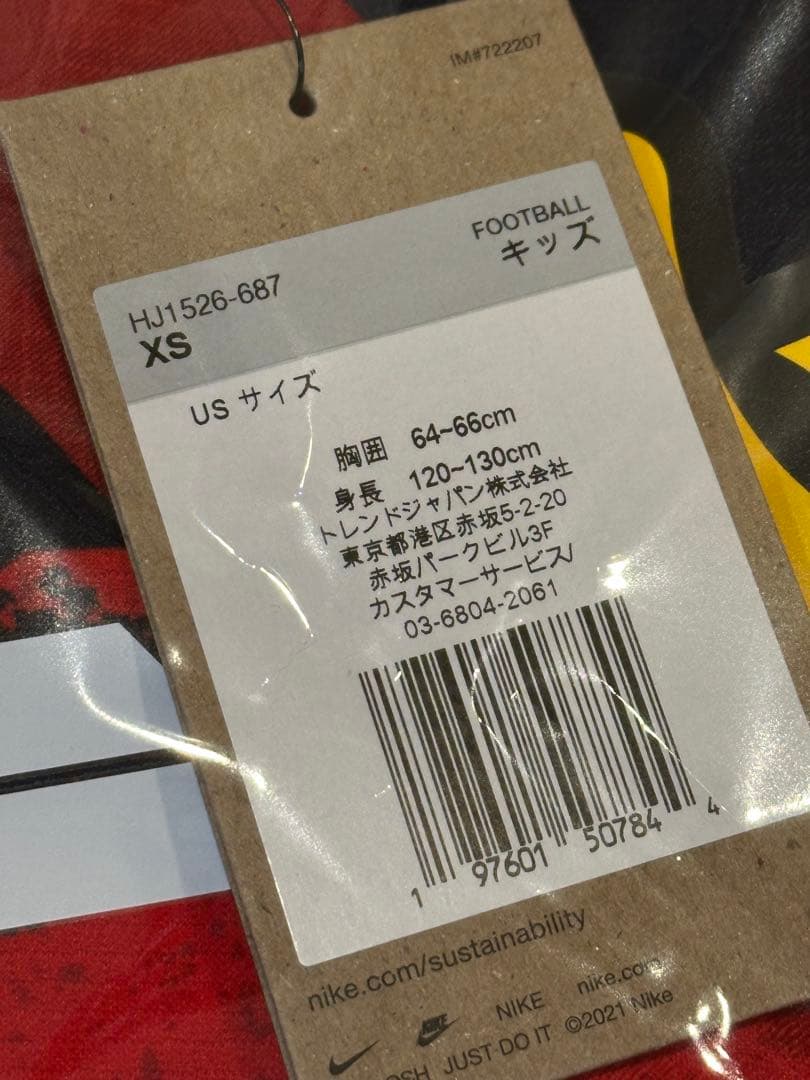 IM#722207
FOOTBALL
キッズ
HJ1526-687
XS
US サイズ
胸囲 64~66cm
身長 120~130cm
トレンドジャパン株式会社
東京都港区赤坂5-2-20
赤坂パークビル3F
カスタマーサービス/
03-6804-2061
1 97601 50784 4
nike.com/sustainability
NIKE nike.com
JUST DO IT ©2021 Nike